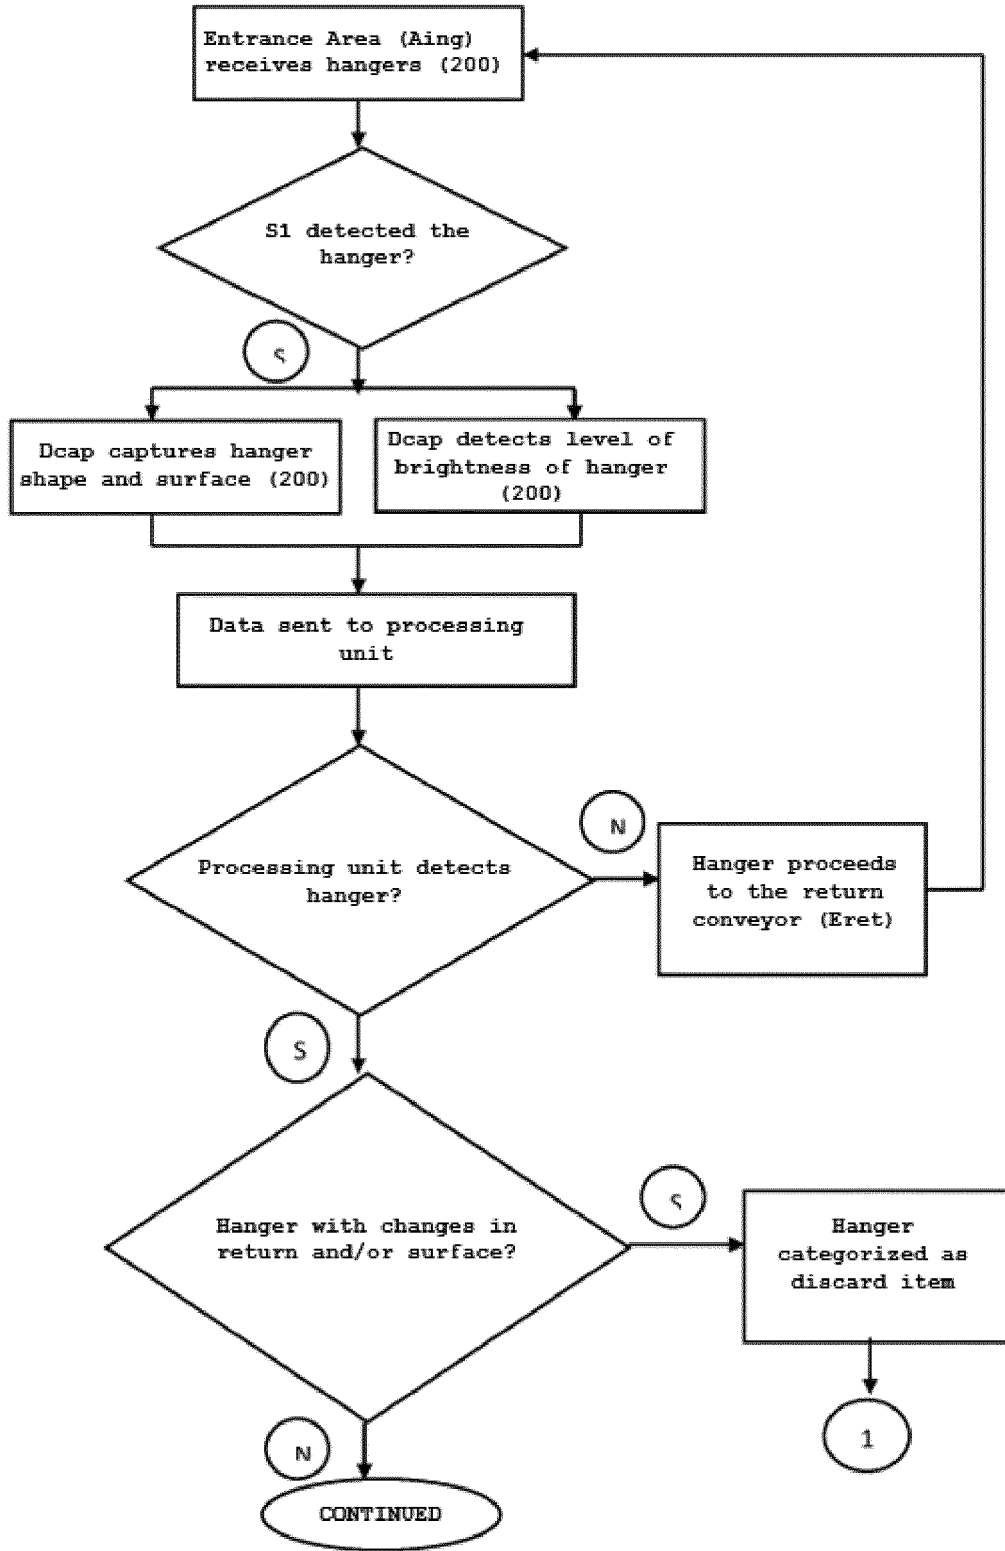 Entrance Area (Aing)
receives hangers (200)
S1 detected the
hanger?
S
Dcap captures hanger
shape and surface (200)
Dcap detects level of
brightness of hanger
(200)
Data sent to processing
unit
Processing unit detects
hanger?
N
Hanger proceeds
to the return
conveyor (Eret)
S
Hanger with changes in
return and/or surface?
S
Hanger
categorized as
discard item
1
N
CONTINUED